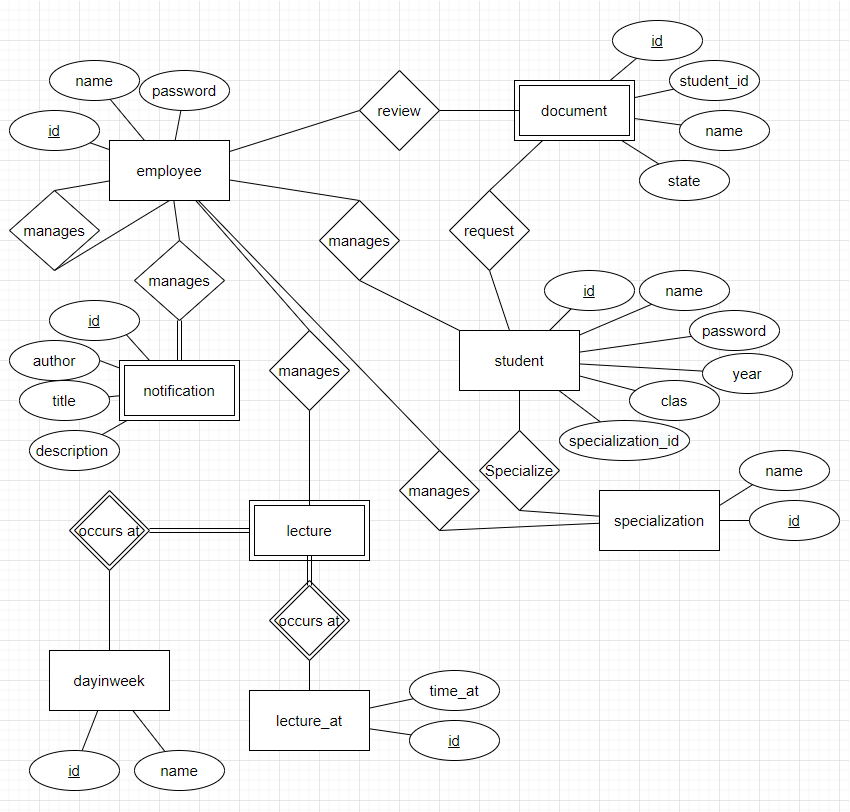 id
name
student_id
password
review
document
id
name
employee
state
manages
manages
request
manages
id
name
id
password
author
student
notification
manages
year
title
clas
description
specialization_id
Specialize
name
manages
occurs at
lecture
specialization
id
occurs at
dayinweek
time_at
lecture_at
id
id
name